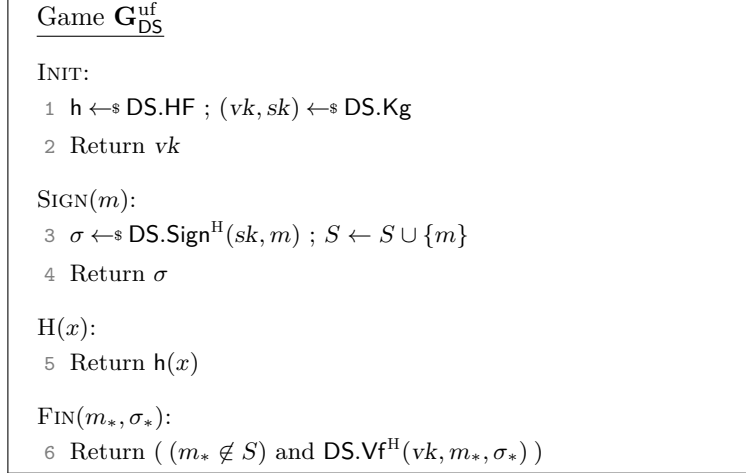 Game G^uf_DS
INIT:
1 h ←$ DS.HF ; (vk, sk) ←$ DS.Kg
2 Return vk
SIGN(m):
3 σ ←$ DS.Sign^H(sk, m) ; S ← S ∪ {m}
4 Return σ
H(x):
5 Return h(x)
FIN(m∗, σ∗):
6 Return ( (m∗ ∉ S) and DS.Vf^H(vk, m∗, σ∗) )